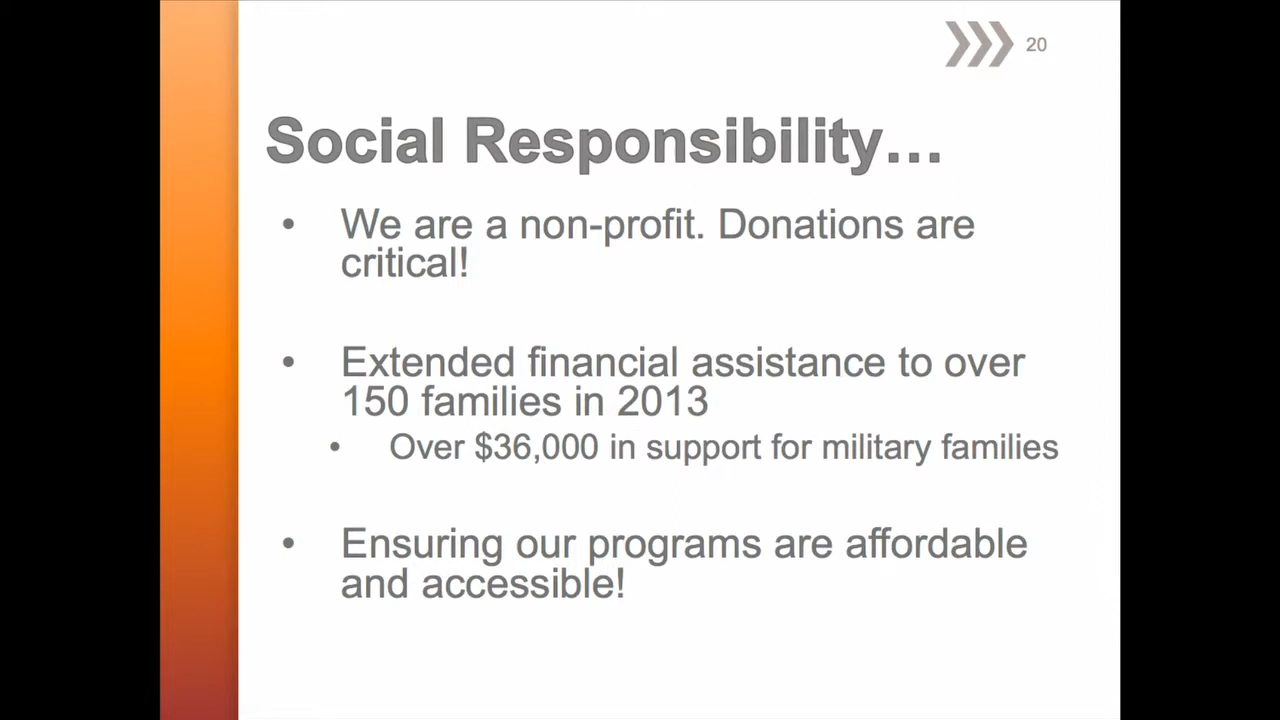 20
Social Responsibility…
• We are a non-profit. Donations are
critical!
• Extended financial assistance to over
150 families in 2013
• Over $36,000 in support for military families
• Ensuring our programs are affordable
and accessible!